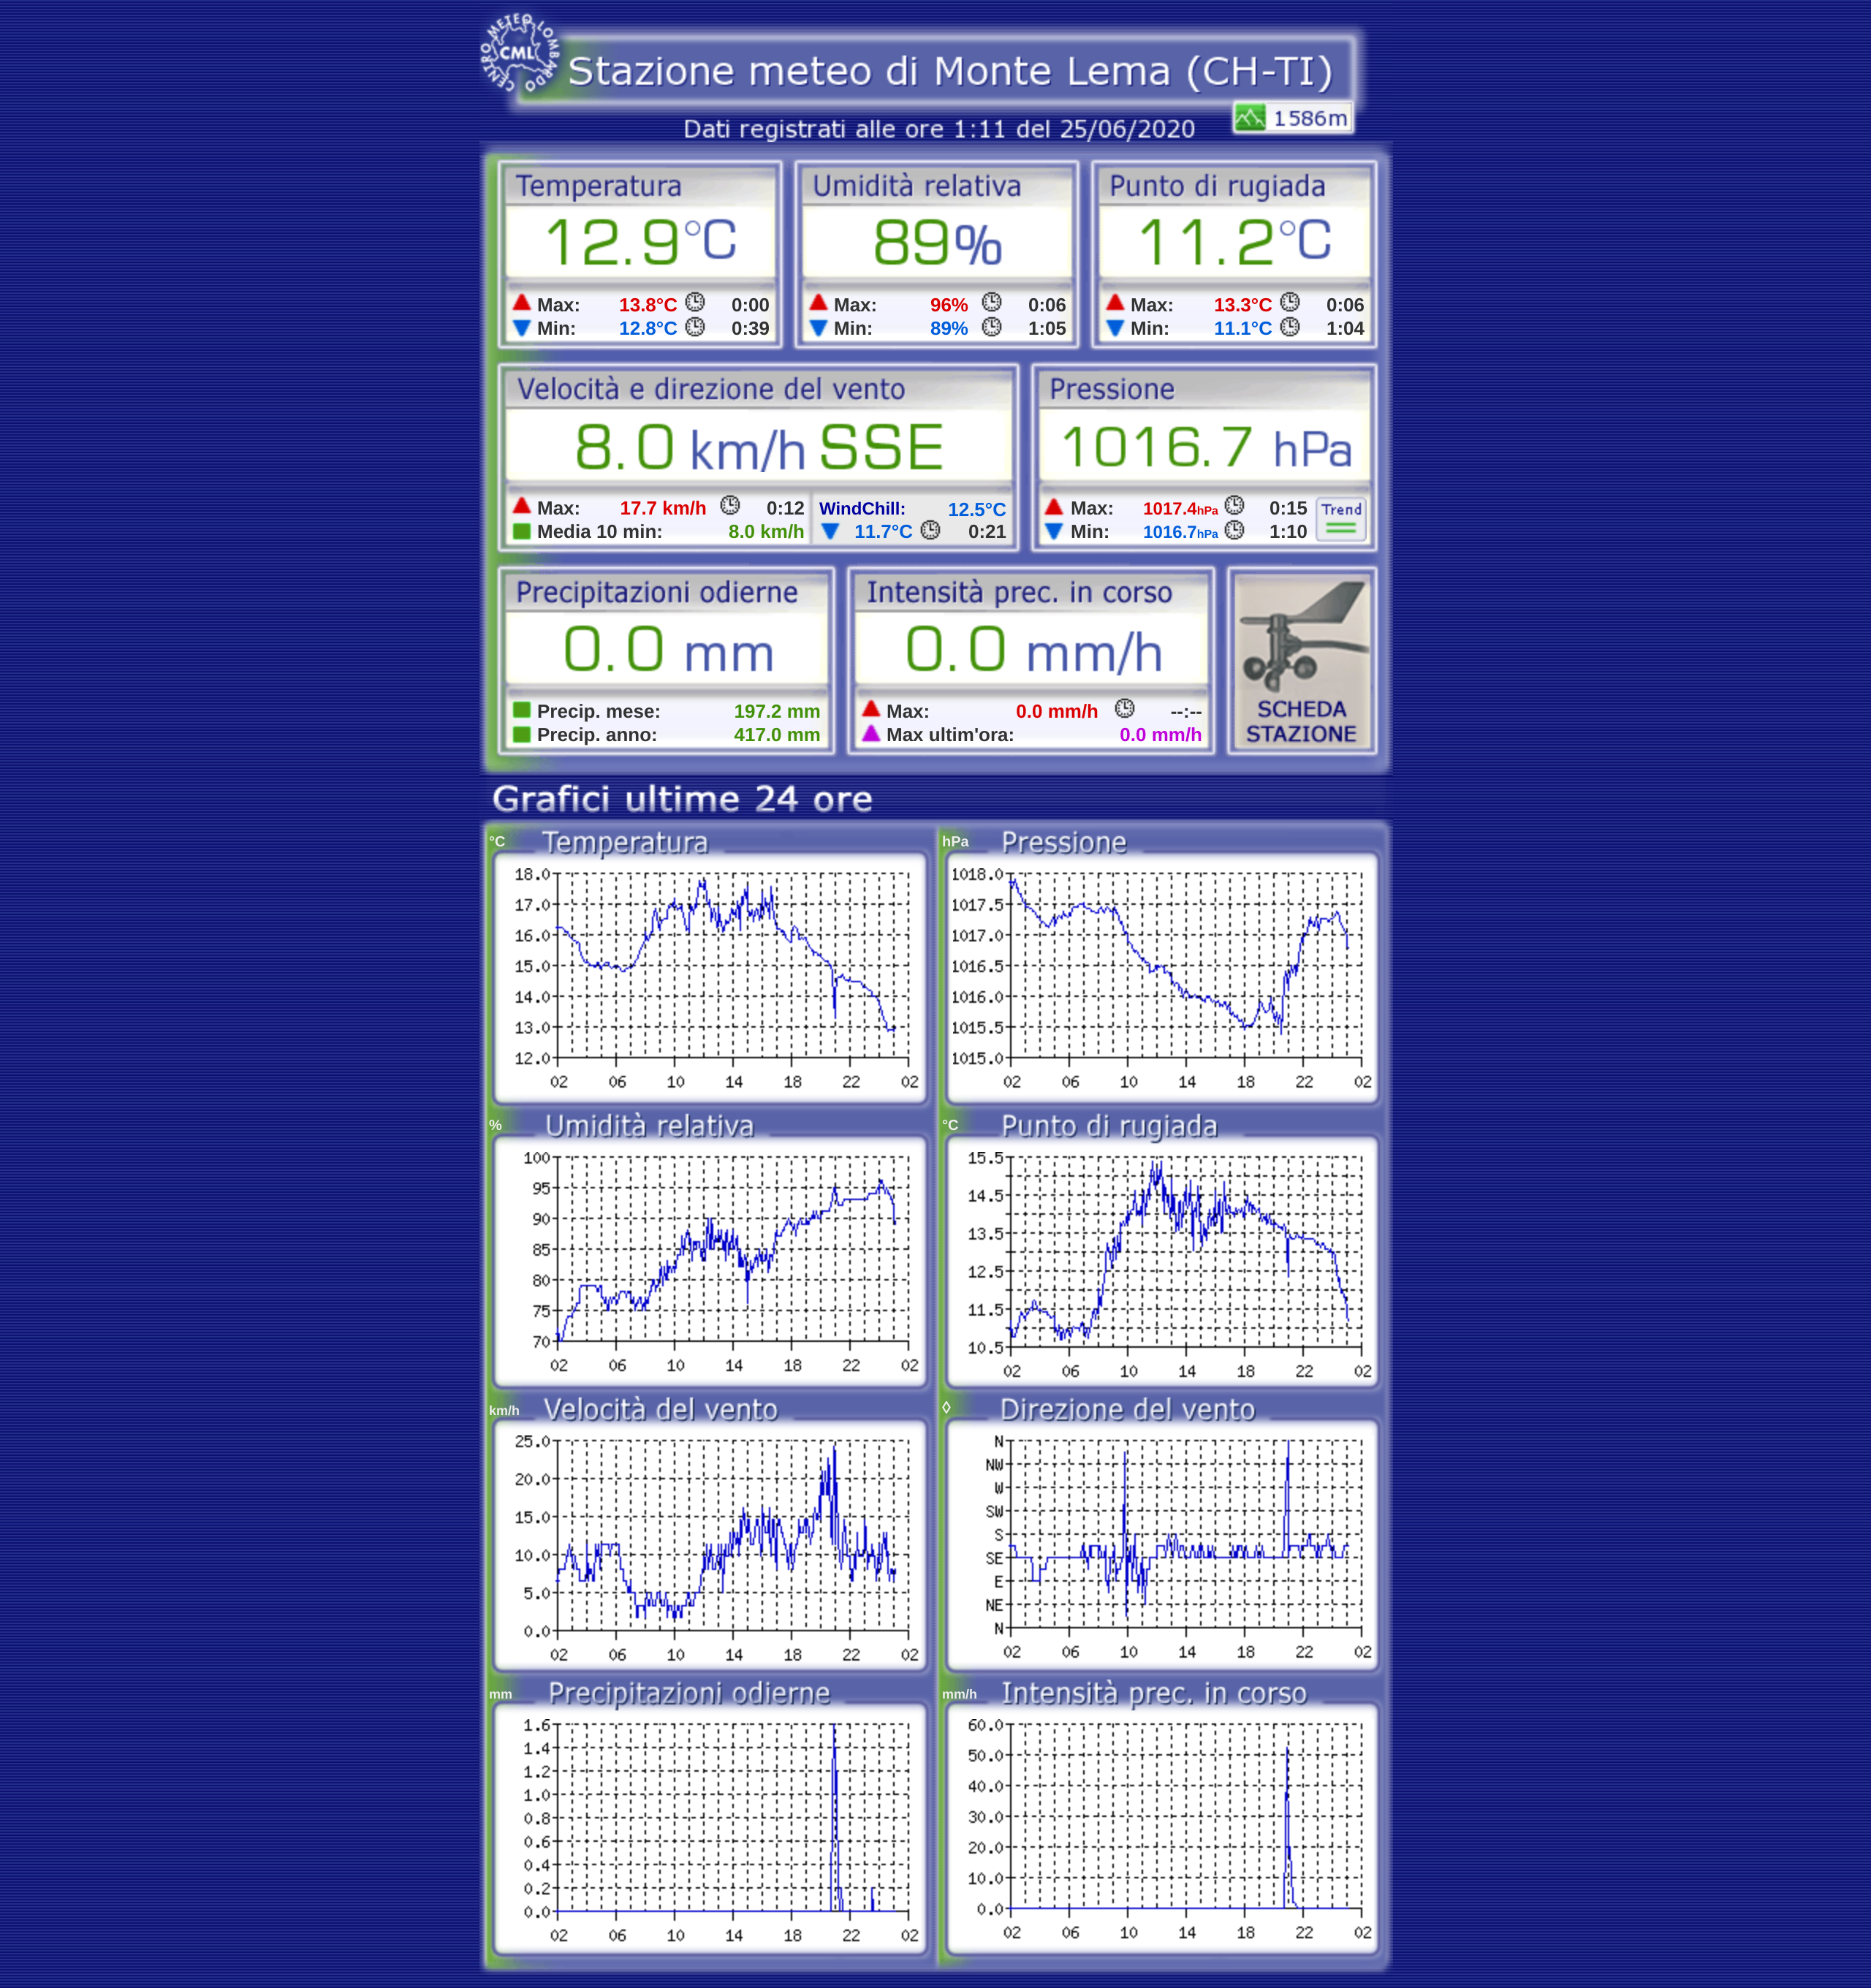 CENTRO METEO LOMBARDO
CML
Stazione meteo di Monte Lema (CH-TI)
1586m
Dati registrati alle ore 1:11 del 25/06/2020
Temperatura Umidità relativa Punto di rugiada
12.9°C 89% 11.2°C
Max: 13.8°C 0:00 Max: 96% 0:06 Max: 13.3°C 0:06
Min: 12.8°C 0:39 Min: 89% 1:05 Min: 11.1°C 1:04
Velocità e direzione del vento Pressione
8.0 km/h SSE 1016.7 hPa
Max: 17.7 km/h 0:12 WindChill: 12.5°C Max: 1017.4hPa 0:15 Trend
Media 10 min: 8.0 km/h 11.7°C 0:21 Min: 1016.7hPa 1:10
Precipitazioni odierne Intensità prec. in corso
0.0 mm 0.0 mm/h
Precip. mese: 197.2 mm Max: 0.0 mm/h --:-- SCHEDA
Precip. anno: 417.0 mm Max ultim'ora: 0.0 mm/h STAZIONE
Grafici ultime 24 ore
°C Temperatura
18.0
17.0
16.0
15.0
14.0
13.0
12.0
02 06 10 14 18 22 02
hPa Pressione
1018.0
1017.5
1017.0
1016.5
1016.0
1015.5
1015.0
02 06 10 14 18 22 02
% Umidità relativa
100
95
90
85
80
75
70
02 06 10 14 18 22 02
°C Punto di rugiada
15.5
14.5
13.5
12.5
11.5
10.5
02 06 10 14 18 22 02
km/h Velocità del vento
25.0
20.0
15.0
10.0
5.0
0.0
02 06 10 14 18 22 02
◊ Direzione del vento
N
NW
W
SW
S
SE
E
NE
N
02 06 10 14 18 22 02
mm Precipitazioni odierne
1.6
1.4
1.2
1.0
0.8
0.6
0.4
0.2
0.0
02 06 10 14 18 22 02
mm/h Intensità prec. in corso
60.0
50.0
40.0
30.0
20.0
10.0
0.0
02 06 10 14 18 22 02